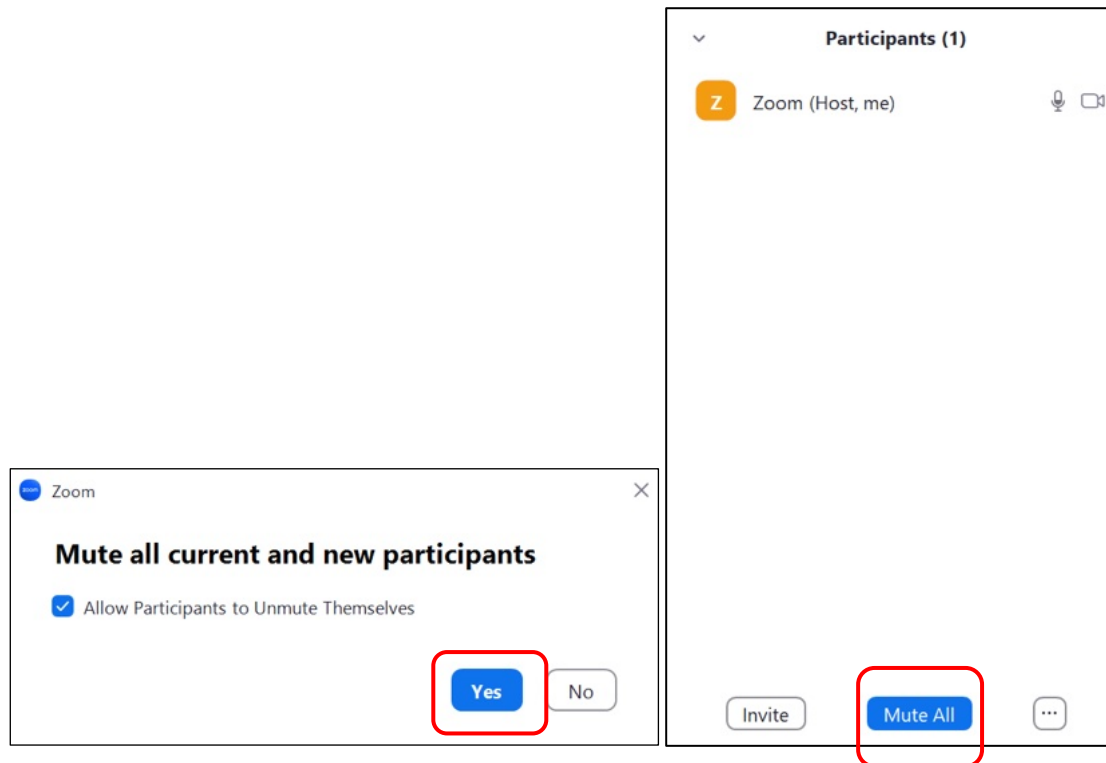 Participants (1)
Z Zoom (Host, me)
zoom Zoom
Mute all current and new participants
Allow Participants to Unmute Themselves
Yes No
Invite Mute All ...